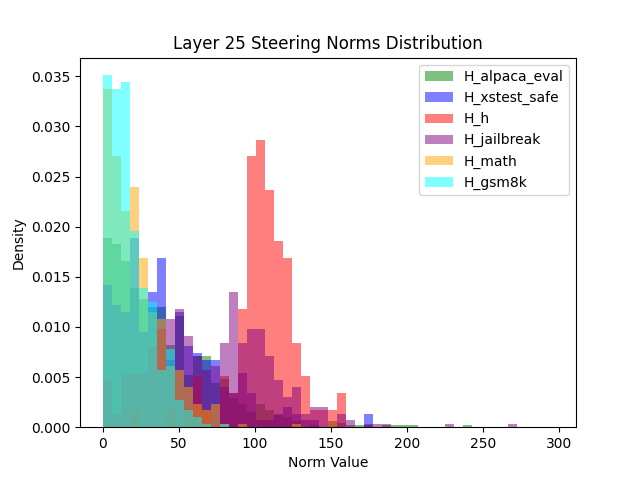 Layer 25 Steering Norms Distribution
H_alpaca_eval
H_xstest_safe
H_h
H_jailbreak
H_math
H_gsm8k
Density
0.035
0.030
0.025
0.020
0.015
0.010
0.005
0.000
0 50 100 150 200 250 300
Norm Value